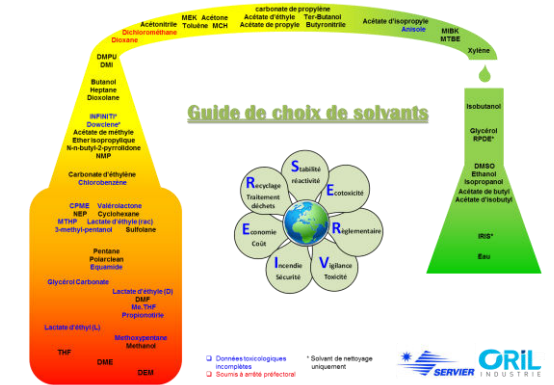 carbonate de propylène
MEK Acétone Acétate d'éthyle Ter-Butanol
Acétonitrile Toluène MCH Acétate de propyle Butyronitrile
Acétate d'isopropyle
Anisole
Dichlorométhane
Dioxane
MIBK
MTBE
Xylène
DMPU
DMI
Butanol
Heptane
Dioxolane
INFINITI*
Dowclene*
Acétate de méthyle
Ether isopropylique
N-n-butyl-2-pyrrolidone
NMP
Carbonate d'éthylène
Chlorobenzène
CPME Valérolactone
NEP Cyclohexane
MTHP Lactate d'éthyle (rac)
3-methyl-pentanol Sulfolane
Pentane
Polarclean
Equamide
Glycérol Carbonate
Lactate d'éthyle (D)
DMF
Me.THF
Propionotirle
Lactate d'éthyl (L)
Methoxypentane
Methanol
THF
DME
DEM
Guide de choix de solvants
Stabilité
réactivité
Ecotoxicité
Règlementaire
Vigilance
Toxicité
Incendie
Sécurité
Economie
Coût
Recyclage
Traitement
déchets
Isobutanol
Glycérol
RPDE*
DMSO
Ethanol
Isopropanol
Acétate de butyl
Acétate d'isobutyl
IRIS*
Eau
Données toxicologiques
incomplètes
Soumis à arrêté préfectoral
* Solvant de nettoyage
uniquement
SERVIER
ORIL
INDUSTRIE